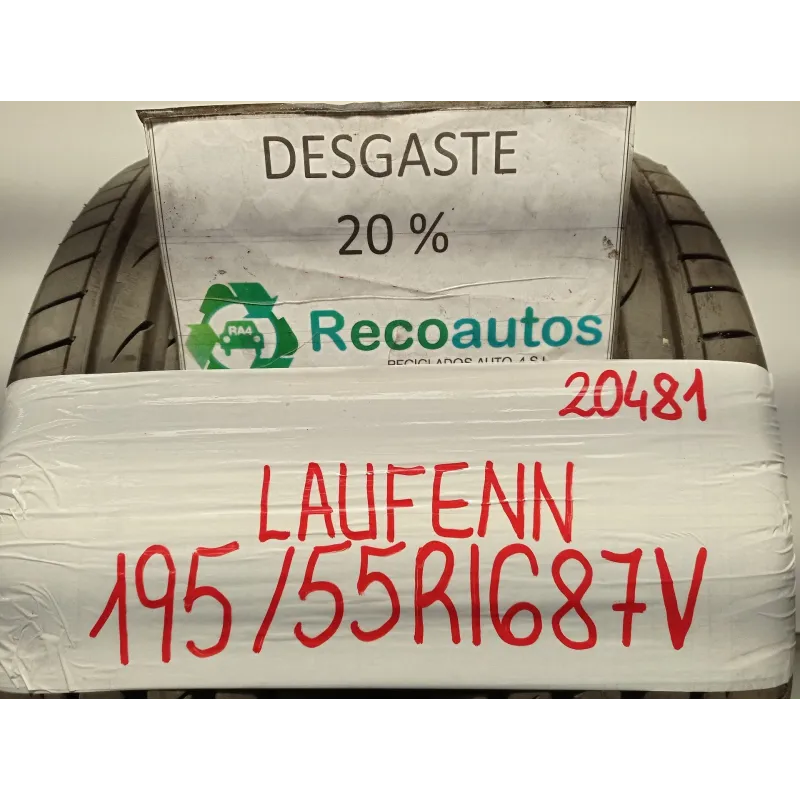 DESGASTE
20 %
RA4
Recoautos
RECICLADOS AUTO 4 S.L
20481
LAUFENN
195/55R1687V